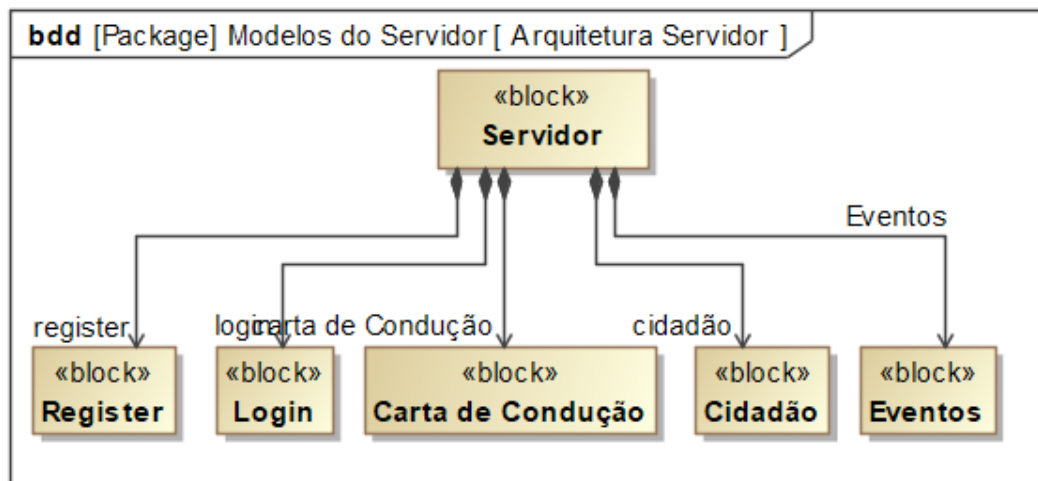 bdd [Package] Modelos do Servidor [ Arquitetura Servidor ]
«block»
Servidor
Eventos
register
login
carta de Condução
cidadão
«block»
Register
«block»
Login
«block»
Carta de Condução
«block»
Cidadão
«block»
Eventos